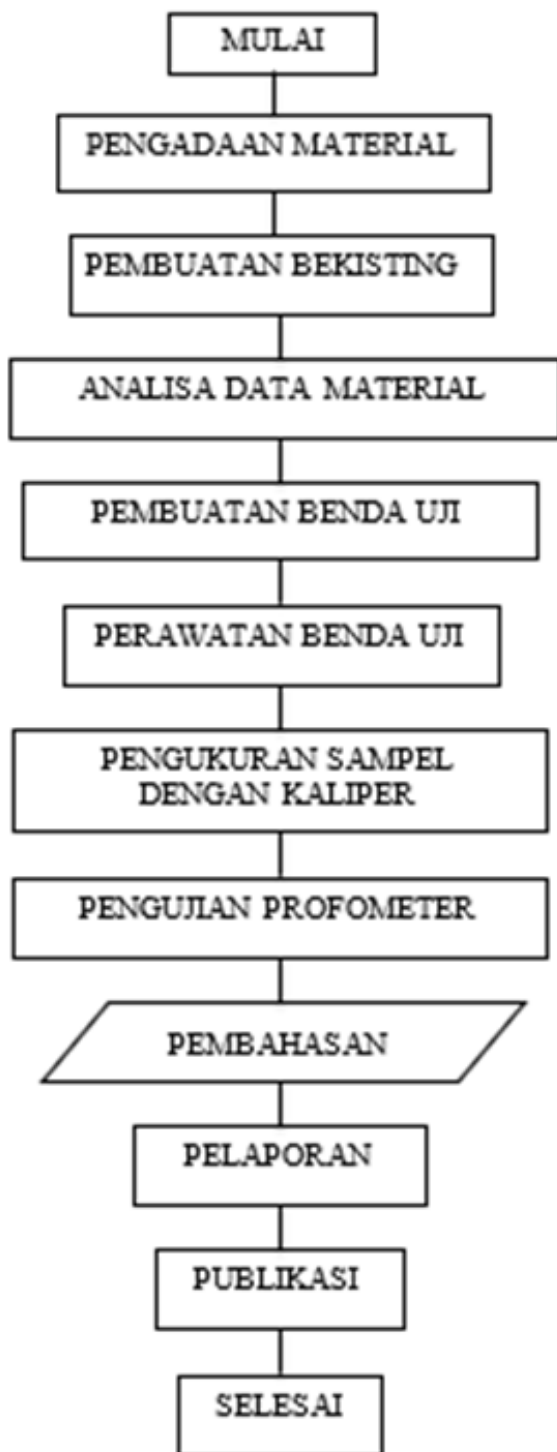 MULAI
PENGADAAN MATERIAL
PEMBUATAN BEKISTING
ANALISA DATA MATERIAL
PEMBUATAN BENDA UJI
PERAWATAN BENDA UJI
PENGUKURAN SAMPEL
DENGAN KALIPER
PENGUJIAN PROFOMETER
PEMBAHASAN
PELAPORAN
PUBLIKASI
SELESAI